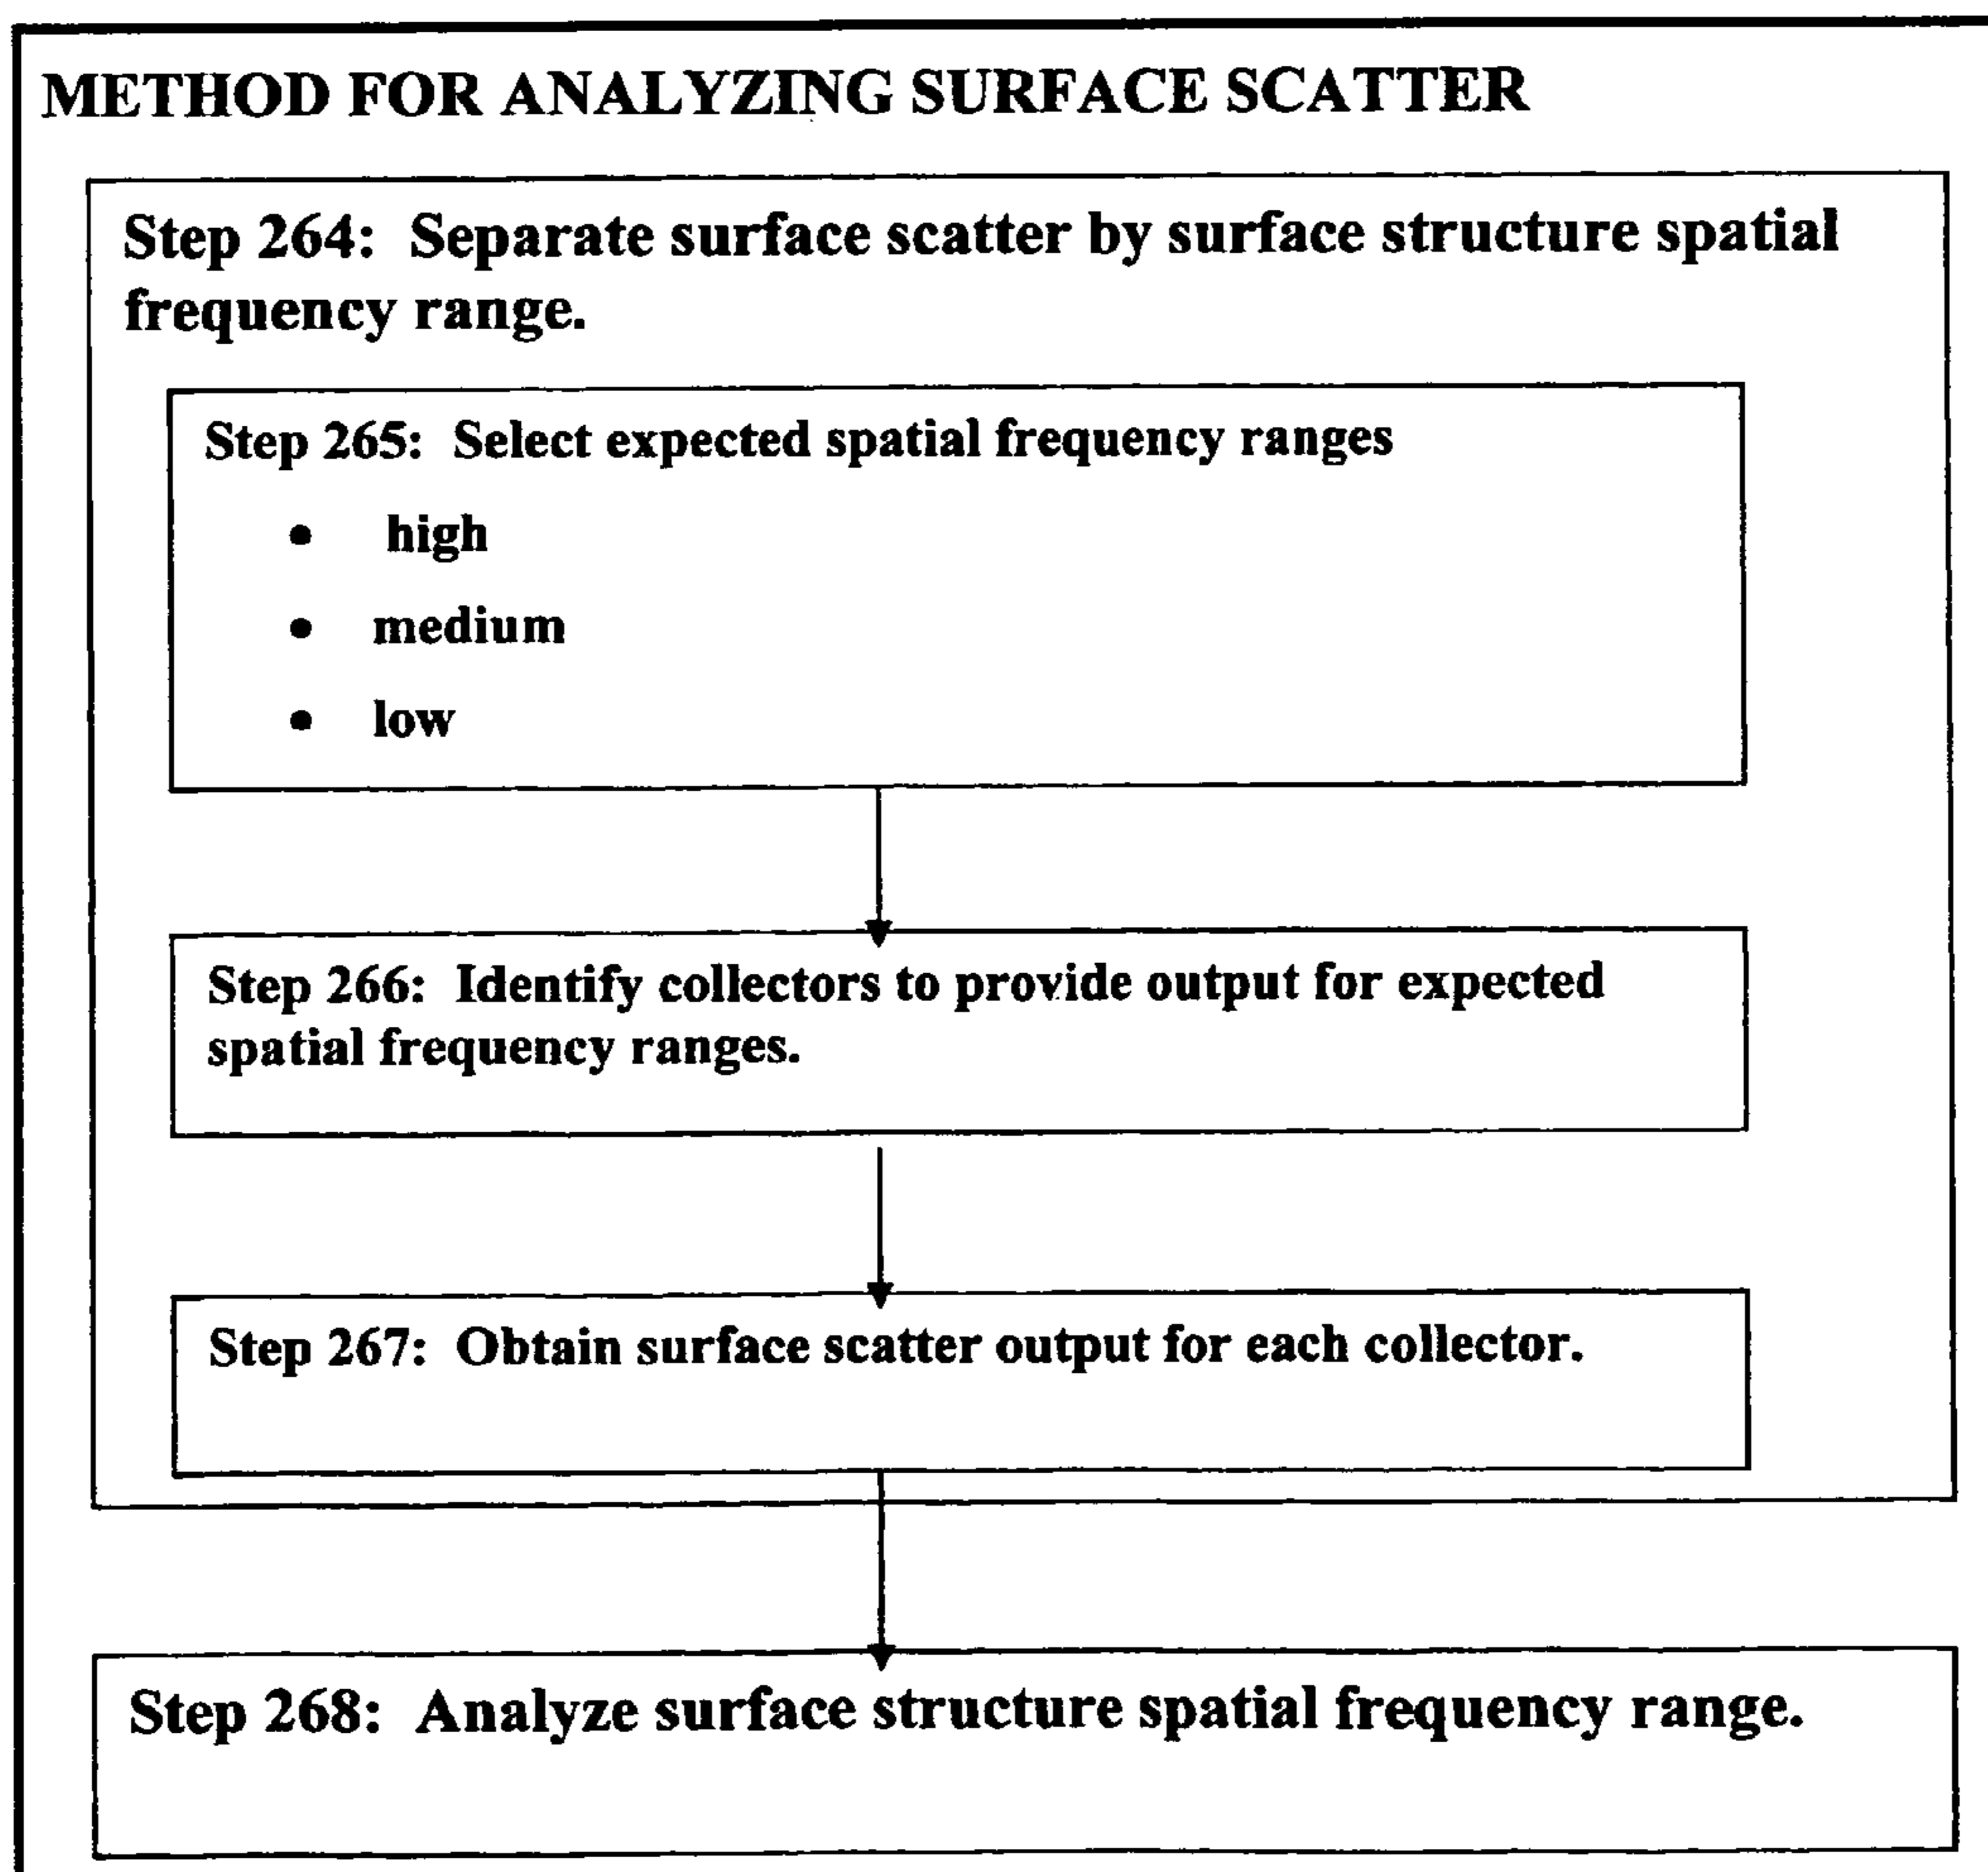 METHOD FOR ANALYZING SURFACE SCATTER
Step 264: Separate surface scatter by surface structure spatial
frequency range.
Step 265: Select expected spatial frequency ranges
• high
• medium
• low
Step 266: Identify collectors to provide output for expected
spatial frequency ranges.
Step 267: Obtain surface scatter output for each collector.
Step 268: Analyze surface structure spatial frequency range.